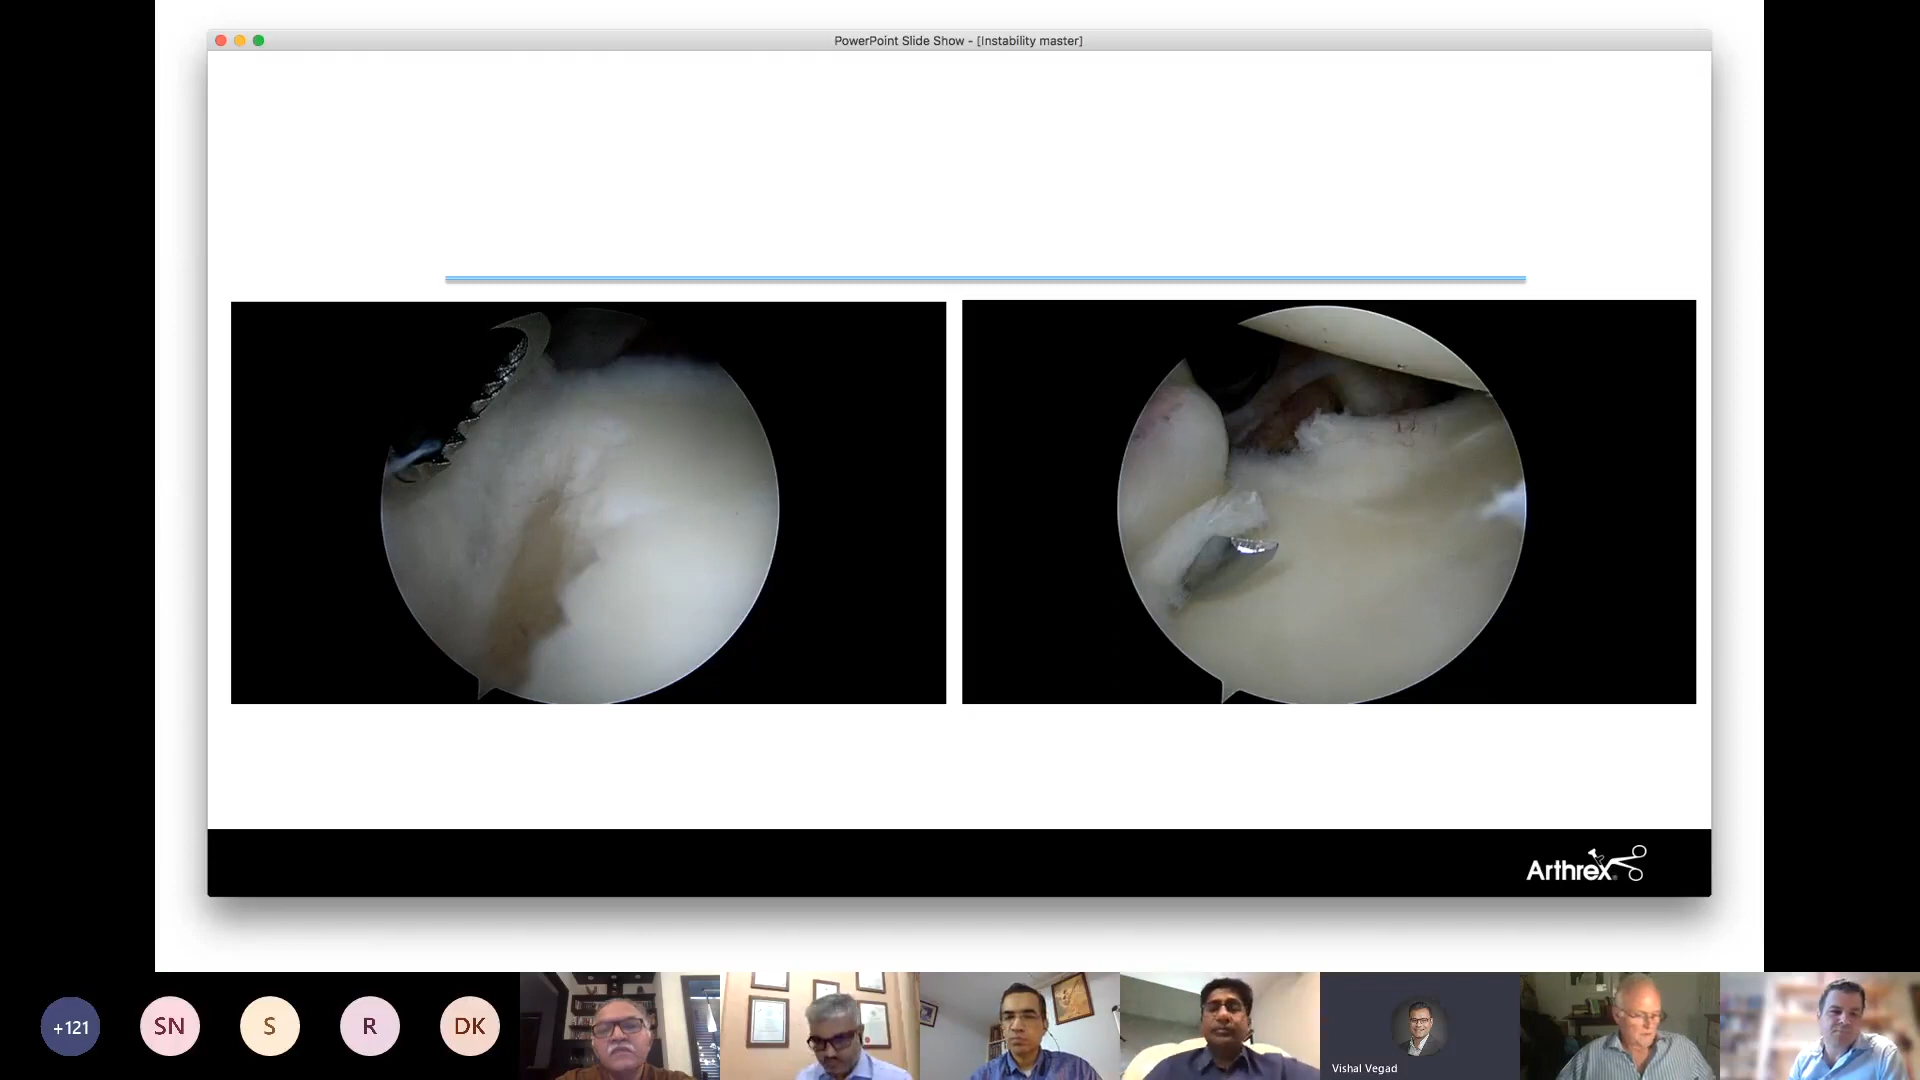 PowerPoint Slide Show - [Instability master]
Arthrex
+121
SN
S
R
DK
Vishal Vegad